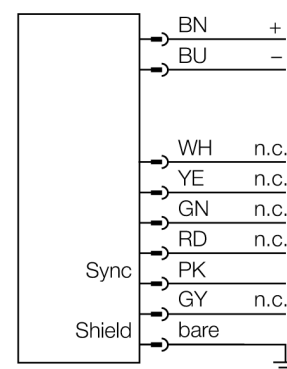 BN +
BU –
WH n.c.
YE n.c.
GN n.c.
RD n.c.
Sync PK
GY n.c.
Shield bare